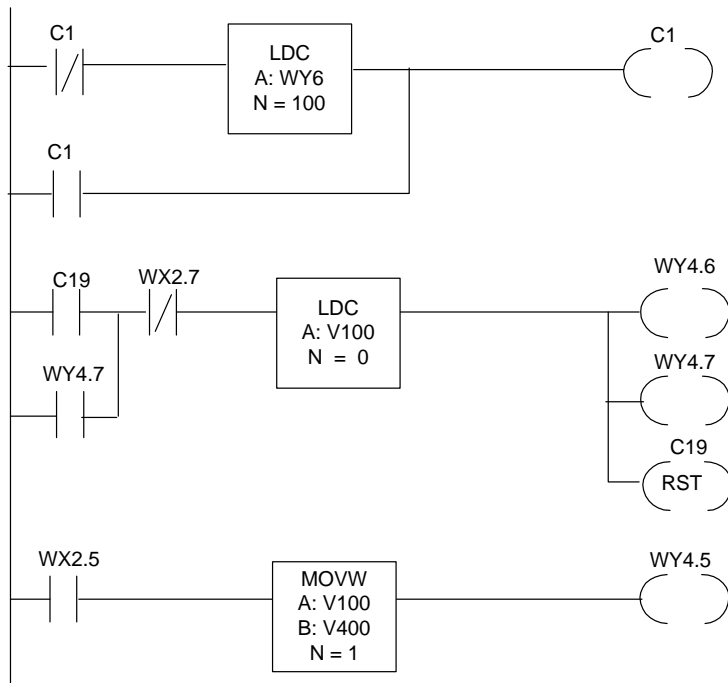 C1
C1
LDC
A: WY6
N = 100
C1
C19
WX2.7
WY4.6
LDC
A: V100
N = 0
WY4.7
WY4.7
C19
RST
WX2.5
WY4.5
MOVW
A: V100
B: V400
N = 1